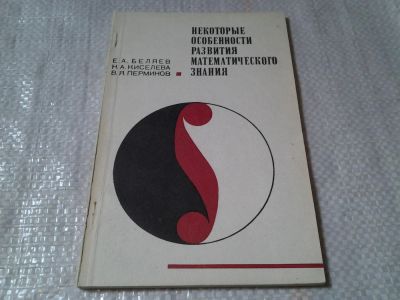 Е. А. БЕЛЯЕВ
Н. А. КИСЕЛЕВА
В. Я. ПЕРМИНОВ
НЕКОТОРЫЕ
ОСОБЕННОСТИ
РАЗВИТИЯ
МАТЕМАТИЧЕСКОГО
ЗНАНИЯ